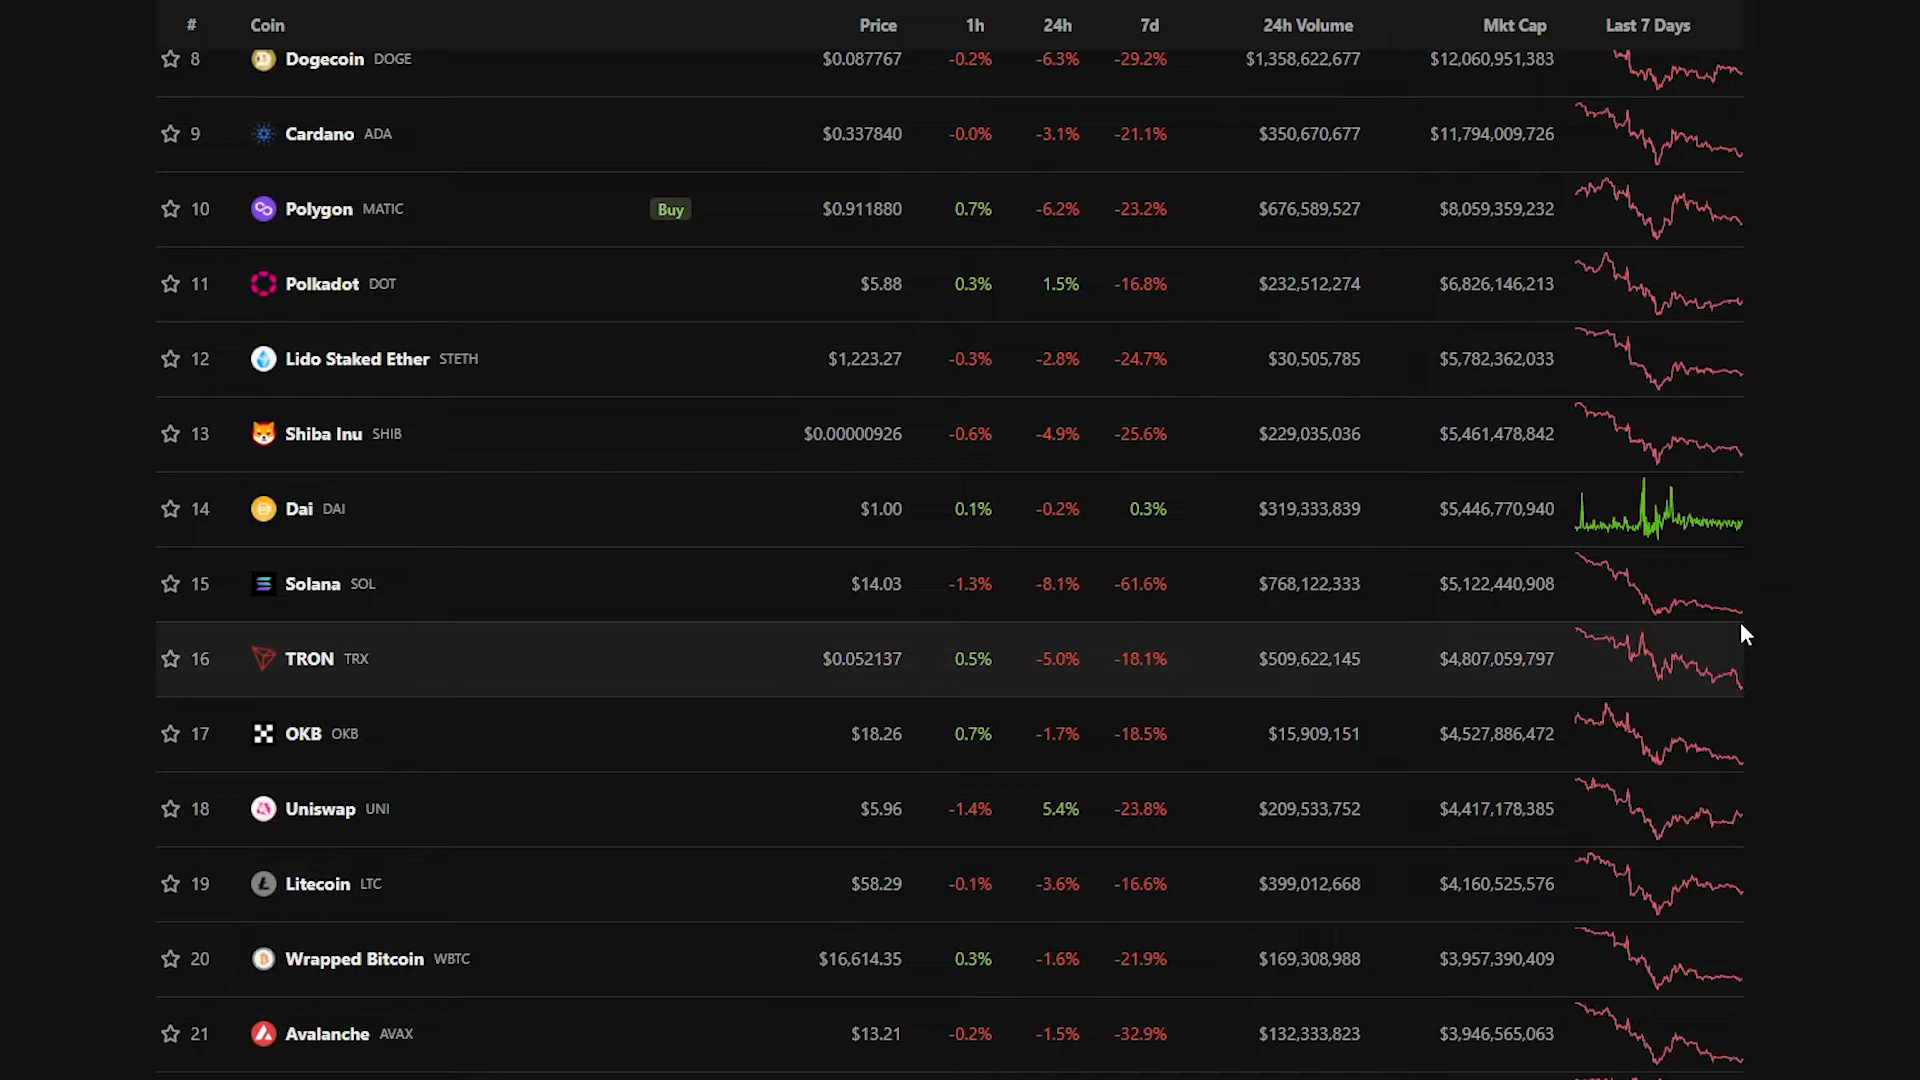 # Coin Price 1h 24h 7d 24h Volume Mkt Cap Last 7 Days
8 Dogecoin DOGE $0.087767 -0.2% -6.3% -29.2% $1,358,622,677 $12,060,951,383
9 Cardano ADA $0.337840 -0.0% -3.1% -21.1% $350,670,677 $11,794,009,726
10 Polygon MATIC Buy $0.911880 0.7% -6.2% -23.2% $676,589,527 $8,059,359,232
11 Polkadot DOT $5.88 0.3% 1.5% -16.8% $232,512,274 $6,826,146,213
12 Lido Staked Ether STETH $1,223.27 -0.3% -2.8% -24.7% $30,505,785 $5,782,362,033
13 Shiba Inu SHIB $0.00000926 -0.6% -4.9% -25.6% $229,035,036 $5,461,478,842
14 Dai DAI $1.00 0.1% -0.2% 0.3% $319,333,839 $5,446,770,940
15 Solana SOL $14.03 -1.3% -8.1% -61.6% $768,122,333 $5,122,440,908
16 TRON TRX $0.052137 0.5% -5.0% -18.1% $509,622,145 $4,807,059,797
17 OKB OKB $18.26 0.7% -1.7% -18.5% $15,909,151 $4,527,886,472
18 Uniswap UNI $5.96 -1.4% 5.4% -23.8% $209,533,752 $4,417,178,385
19 Litecoin LTC $58.29 -0.1% -3.6% -16.6% $399,012,668 $4,160,525,576
20 Wrapped Bitcoin WBTC $16,614.35 0.3% -1.6% -21.9% $169,308,988 $3,957,390,409
21 Avalanche AVAX $13.21 -0.2% -1.5% -32.9% $132,333,823 $3,946,565,063